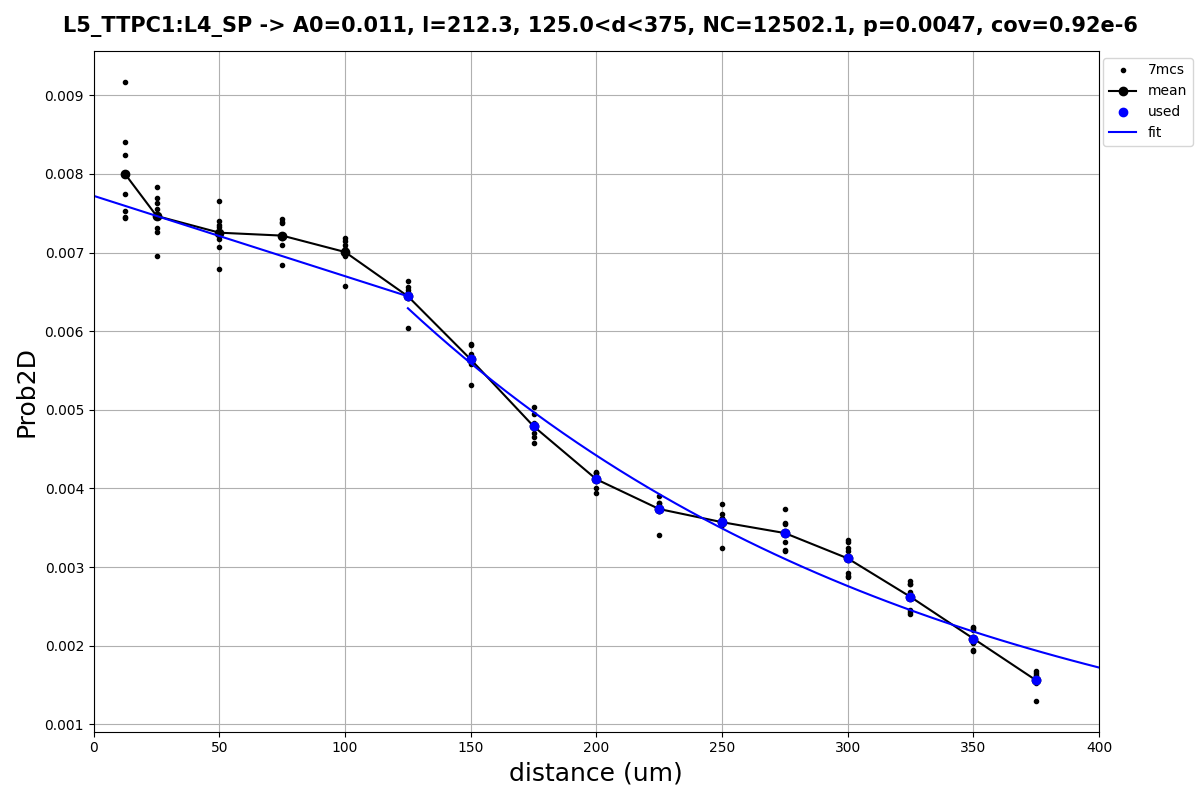 L5_TTPC1:L4_SP -> A0=0.011, l=212.3, 125.0<d<375, NC=12502.1, p=0.0047, cov=0.92e-6
7mcs
mean
used
fit
0.009
0.008
0.007
0.006
0.005
0.004
0.003
0.002
0.001
Prob2D
0 50 100 150 200 250 300 350 400
distance (um)